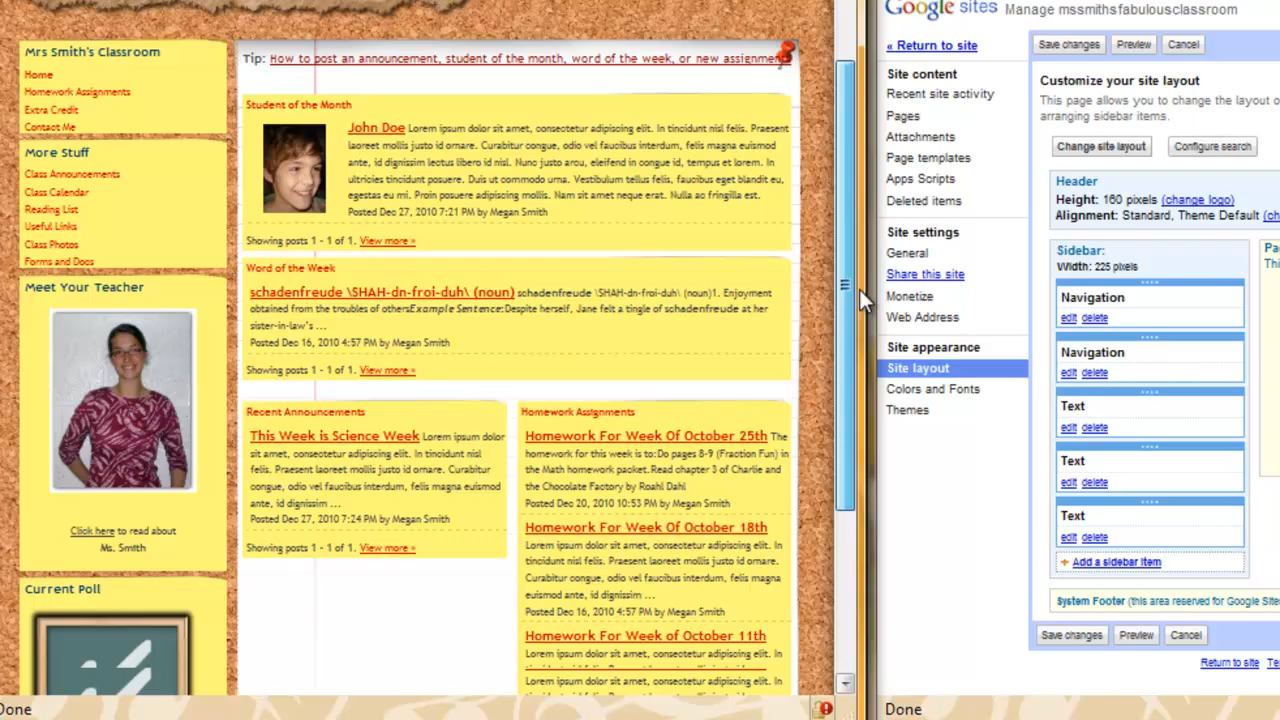 Mrs Smith's Classroom
Home
Homework Assignments
Extra Credit
Contact Me
More Stuff
Class Announcements
Class Calendar
Reading List
Useful Links
Class Photos
Forms and Docs
Meet Your Teacher
Click here to read about
Ms. Smith
Current Poll
Tip: How to post an announcement, student of the month, word of the week, or new assignment
Student of the Month
John Doe Lorem ipsum dolor sit amet, consectetur adipiscing elit. In tincidunt nisl felis. Praesent
laoreet mollis justo id ornare. Curabitur congue, odio vel faucibus interdum, felis magna
ante, id dignissim lectus libero id nisl. Nunc justo arcu, eleifend in congue id, tempus et lorem. In
ultricies tincidunt posuere. Duis ut commodo urna. Vestibulum tellus felis, faucibus eget blandit eu,
egestas eu mi. Proin posuere adipiscing mollis. Nam sit amet neque erat. Nulla ac fringilla est.
Posted Dec 27, 2010 7:21 PM by Megan Smith
Showing posts 1 - 1 of 1. View more »
Word of the Week
schadenfreude \SHAH-dn-froi-duh\ (noun) schadenfreude \SHAH-dn-froi-duh\ (noun)1. Enjoyment
obtained from the troubles of othersExample Sentence:Despite herself, Jane felt a tingle of schadenfreude at her
sister-in-law's ...
Posted Dec 16, 2010 4:57 PM by Megan Smith
Showing posts 1 - 1 of 1. View more »
Recent Announcements
This Week is Science Week Lorem ipsum dolor
sit amet, consectetur adipiscing elit. In tincidunt nisl
felis. Praesent laoreet mollis justo id ornare. Curabitur
congue, odio vel faucibus interdum, felis magna
ante, id dignissim ...
Posted Dec 27, 2010 7:24 PM by Megan Smith
Showing posts 1 - 1 of 1. View more »
Homework Assignments
Homework For Week Of October 25th The
homework for this week is to:Do pages 8-9 (Fraction Fun) in
the Math homework packet.Read chapter 3 of Charlie and
the Chocolate Factory by Roahl Dahl
Posted Dec 20, 2010 10:53 PM by Megan Smith
Homework For Week Of October 18th
Lorem ipsum dolor sit amet, consectetur adipiscing elit. In
tincidunt nisl felis. Praesent laoreet mollis justo id ornare.
Curabitur congue, odio vel faucibus interdum, felis magna
ante, id dignissim ...
Posted Dec 16, 2010 4:57 PM by Megan Smith
Homework For Week of October 11th
Lorem ipsum dolor sit amet, consectetur adipiscing elit. In
Lorem ipsum dolor sit amet, consectetur adipiscing elit. In
Done
Google sites Manage mssmithsfabulousclassroom
« Return to site
Site content
Recent site activity
Pages
Attachments
Page templates
Apps Scripts
Deleted items
Site settings
General
Share this site
Monetize
Web Address
Site appearance
Site layout
Colors and Fonts
Themes
Save changes Preview Cancel
Customize your site layout
This page allows you to change the layout o
arranging sidebar items.
Change site layout Configure search
Header
Height: 160 pixels (change logo)
Alignment: Standard, Theme Default (ch
Sidebar:
Width: 225 pixels
Navigation
edit delete
Navigation
edit delete
Text
edit delete
Text
edit delete
Text
edit delete
+ Add a sidebar item
Pa
Thi
System Footer (this area reserved for Google Sites
Save changes Preview Cancel
Return to site Te
Done